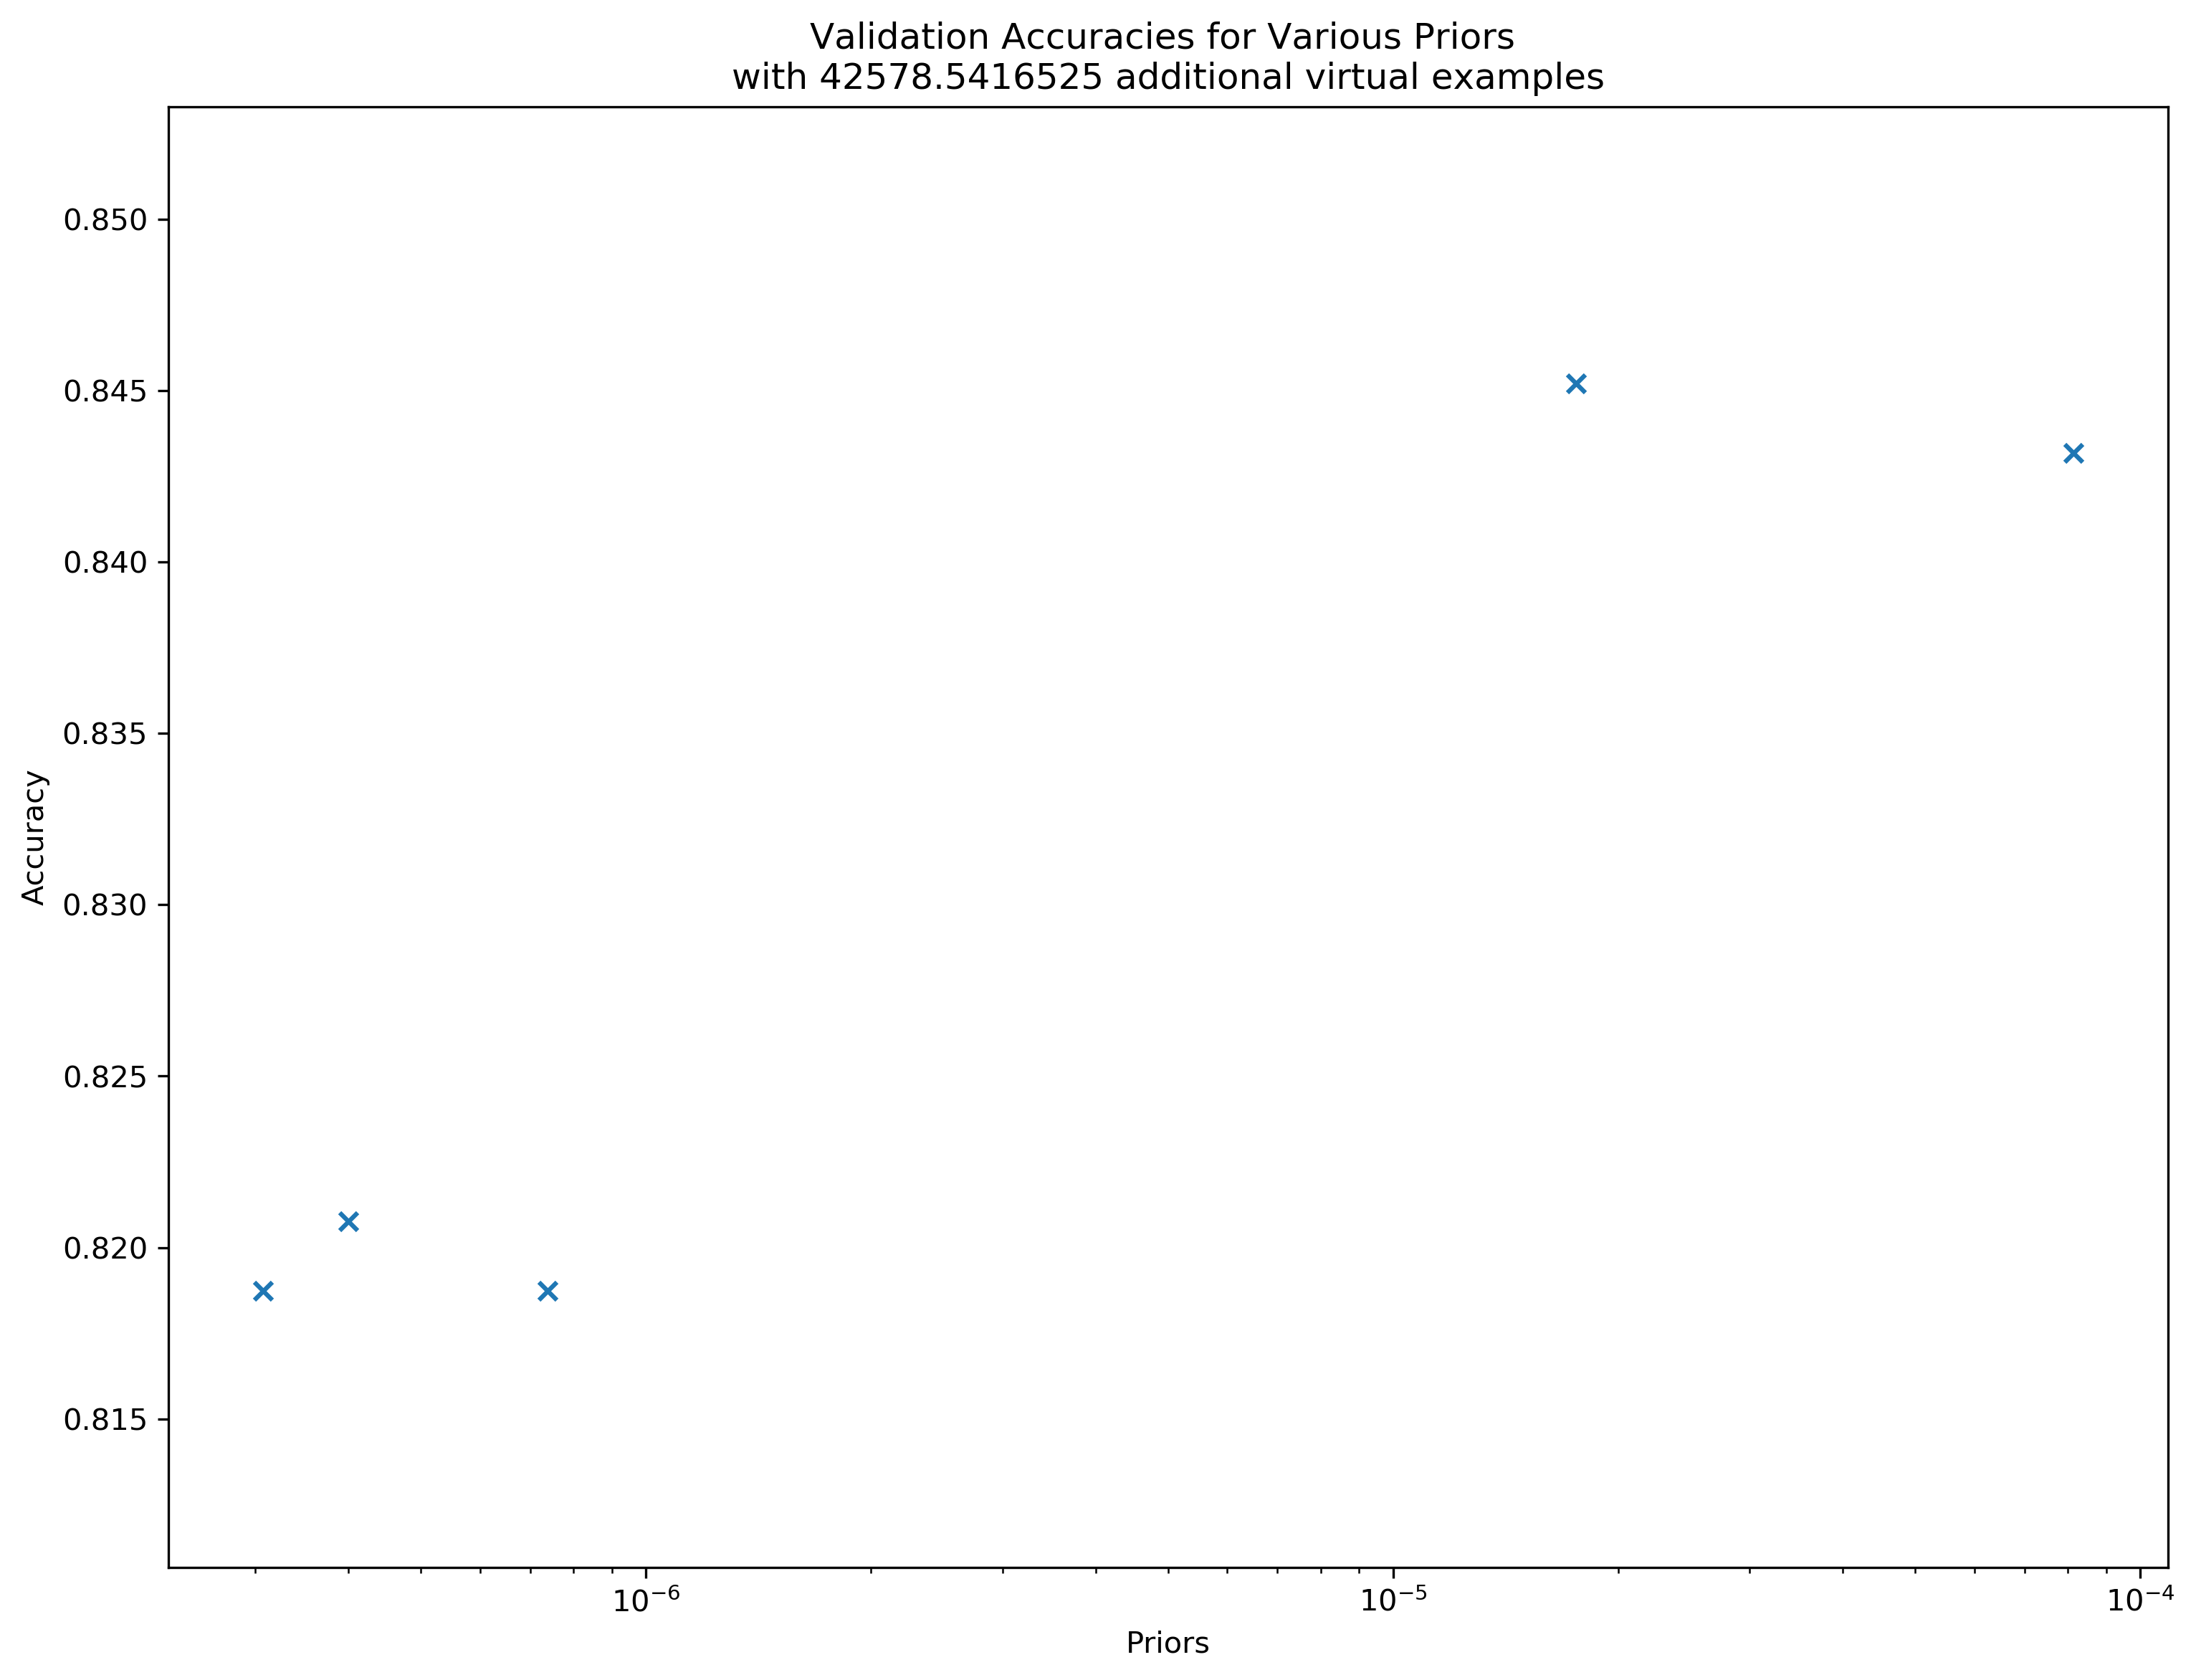 Validation Accuracies for Various Priors
with 42578.5416525 additional virtual examples
0.850
0.845
0.840
0.835
0.830
0.825
0.820
0.815
Accuracy
10⁻⁶ 10⁻⁵ 10⁻⁴
Priors